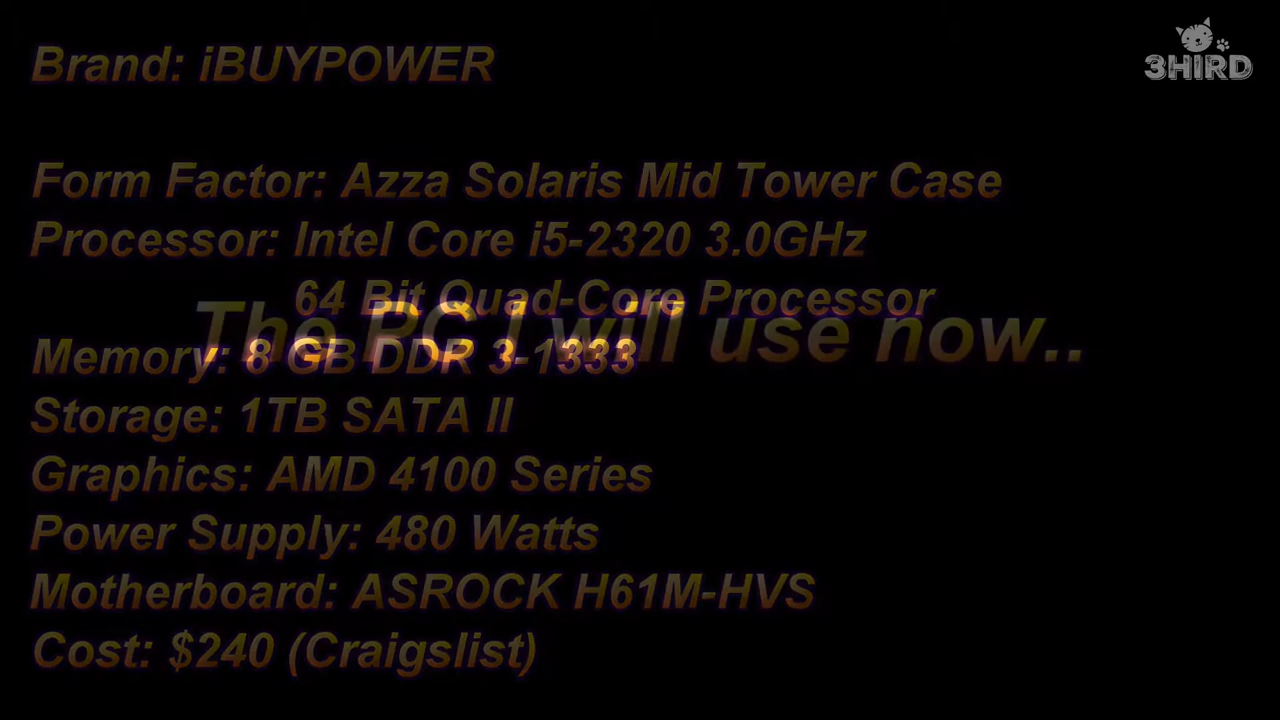 3HIRD
Brand: iBUYPOWER
Form Factor: Azza Solaris Mid Tower Case
Processor: Intel Core i5-2320 3.0GHz
64 Bit Quad-Core Processor
The PC I will use now..
Memory: 8 GB DDR 3-1333
Storage: 1TB SATA II
Graphics: AMD 4100 Series
Power Supply: 480 Watts
Motherboard: ASROCK H61M-HVS
Cost: $240 (Craigslist)